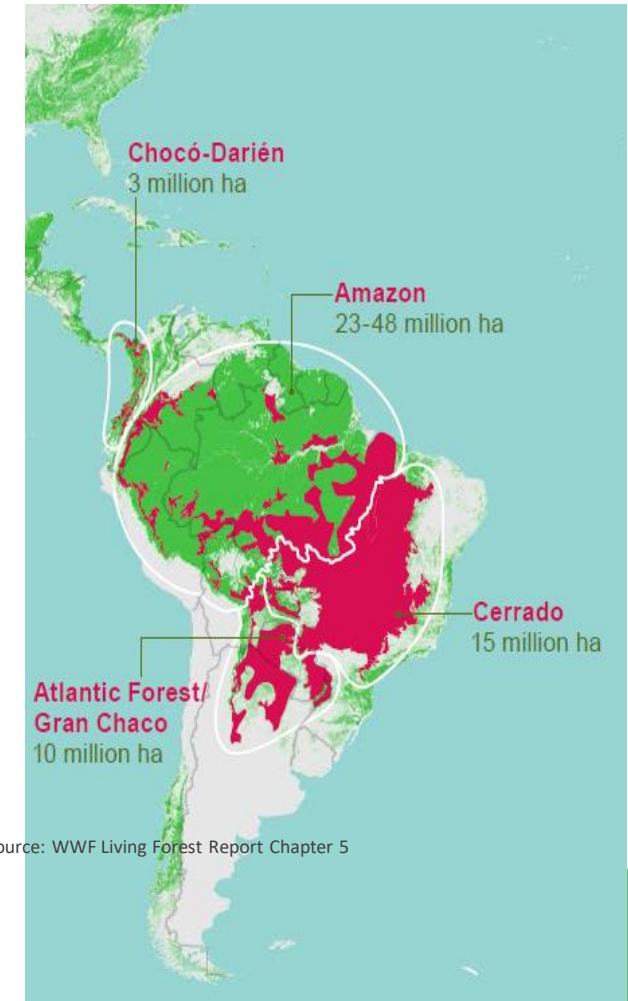 Chocó-Darién
3 million ha
Amazon
23-48 million ha
Cerrado
15 million ha
Atlantic Forest/
Gran Chaco
10 million ha
ource: WWF Living Forest Report Chapter 5